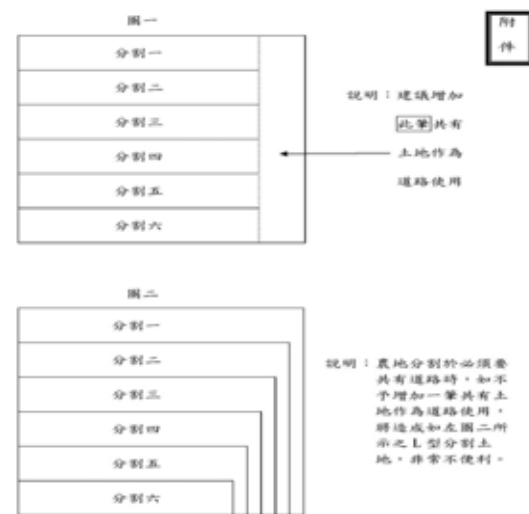 附
件
圖一
分割一
分割二
分割三
分割四
分割五
分割六
說明：建議增加
此筆共有
土地作為
道路使用
圖二
分割一
分割二
分割三
分割四
分割五
分割六
說明：農地分割於必須要
共有道路時，如不
予增加一筆共有土
地作為道路使用，
將造成如左圖二所
示之L型分割土
地，非常不便利。